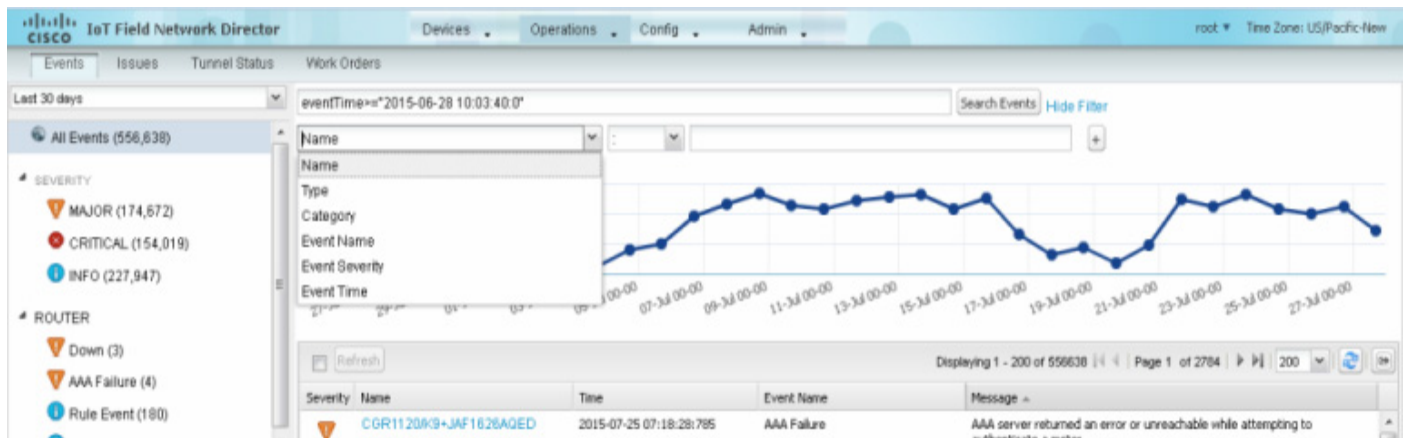 CISCO IoT Field Network Director
Devices Operations Config Admin
root Time Zone: US/Pacific-New
Events Issues Tunnel Status Work Orders
Last 30 days
eventTime>="2015-06-28 10:03:40:0"
Search Events Hide Filter
All Events (556,638)
Name :
+
Name
Type
Category
Event Name
Event Severity
Event Time
SEVERITY
MAJOR (174,672)
CRITICAL (154,019)
INFO (227,947)
07-Jul 00-00 09-Jul 00-00 11-Jul 00-00 13-Jul 00-00 15-Jul 00-00 17-Jul 00-00 19-Jul 00-00 21-Jul 00-00 23-Jul 00-00 25-Jul 00-00 27-Jul 00-00
ROUTER
Down (3)
AAA Failure (4)
Rule Event (180)
Refresh
Displaying 1 - 200 of 556638 Page 1 of 2784 200
Severity Name Time Event Name Message
CGR1120/K9+JAF1626AQED 2015-07-25 07:18:28:785 AAA Failure AAA server returned an error or unreachable while attempting to